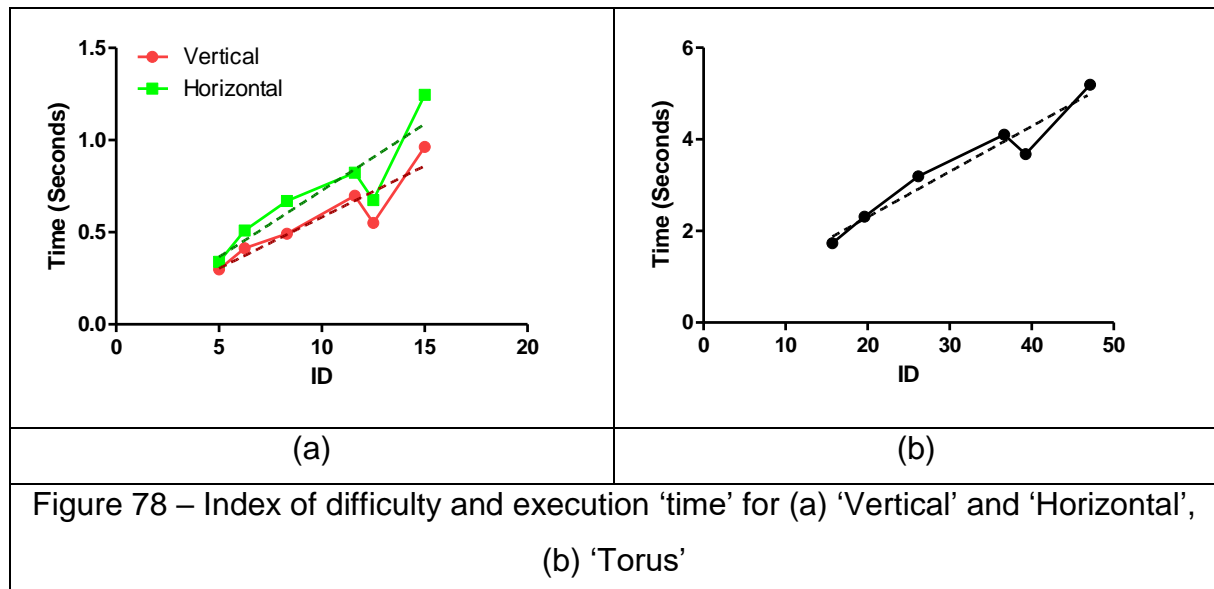 1.5
1.0
0.5
0.0
0
5
10
15
20
Time (Seconds)
ID
Vertical
Horizontal
6
4
2
0
0
10
20
30
40
50
Time (Seconds)
ID
(a)
(b)
Figure 78 – Index of difficulty and execution ‘time’ for (a) ‘Vertical’ and ‘Horizontal’,
(b) ‘Torus’